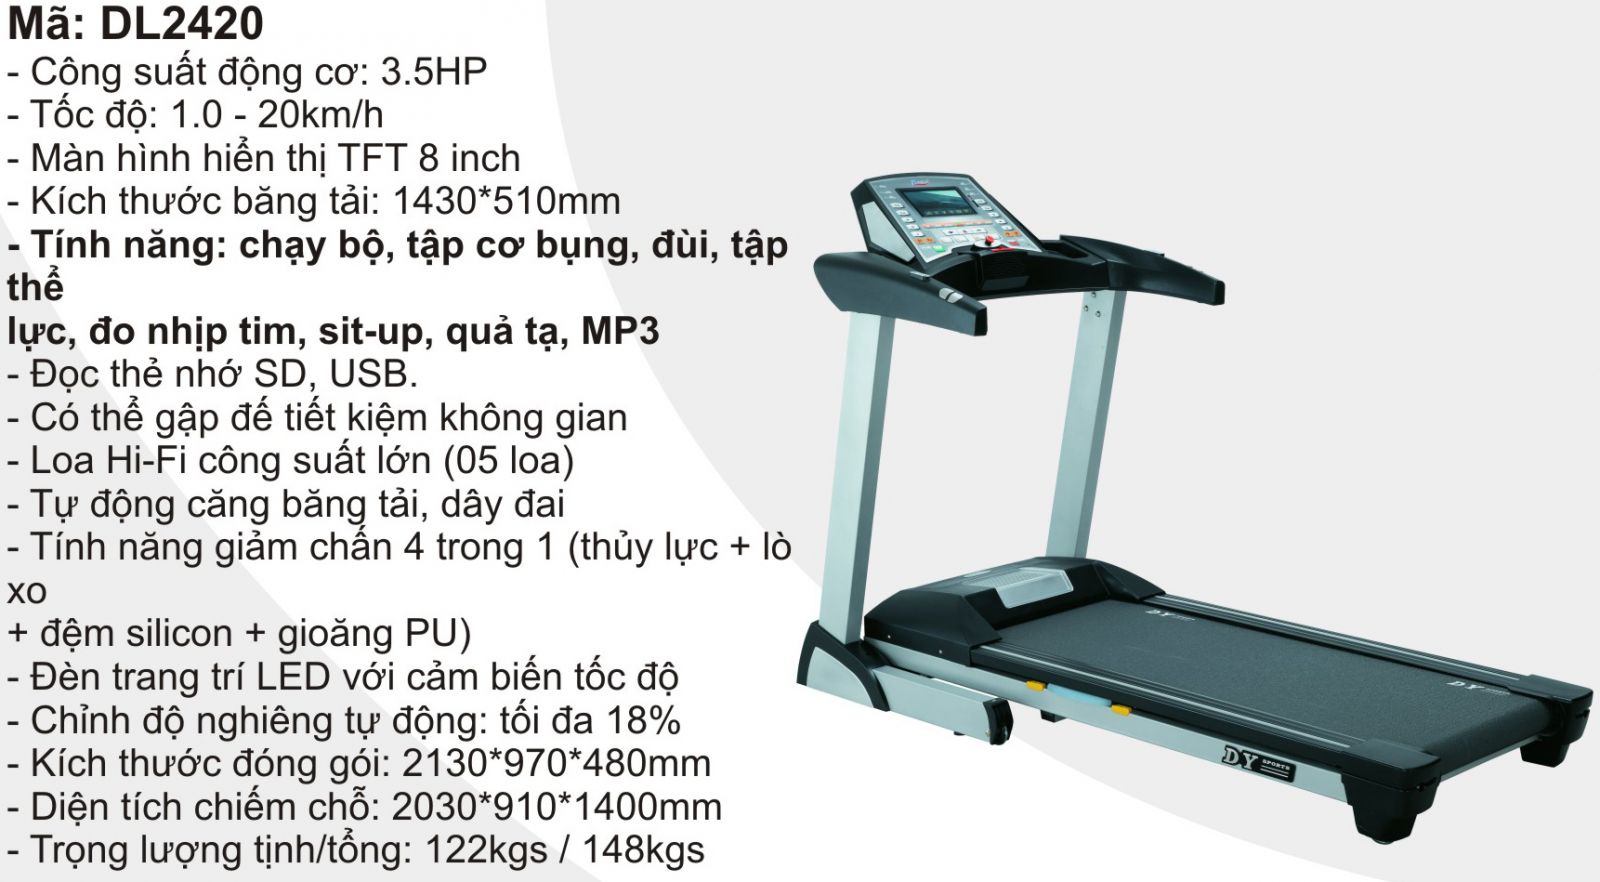 Mã: DL2420
- Công suất động cơ: 3.5HP
- Tốc độ: 1.0 - 20km/h
- Màn hình hiển thị TFT 8 inch
- Kích thước băng tải: 1430*510mm
- Tính năng: chạy bộ, tập cơ bụng, đùi, tập
thể
lực, đo nhịp tim, sit-up, quả tạ, MP3
- Đọc thẻ nhớ SD, USB.
- Có thể gập đế tiết kiệm không gian
- Loa Hi-Fi công suất lớn (05 loa)
- Tự động căng băng tải, dây đai
- Tính năng giảm chấn 4 trong 1 (thủy lực + lò
xo
+ đệm silicon + gioăng PU)
- Đèn trang trí LED với cảm biến tốc độ
- Chỉnh độ nghiêng tự động: tối đa 18%
- Kích thước đóng gói: 2130*970*480mm
- Diện tích chiếm chỗ: 2030*910*1400mm
- Trọng lượng tịnh/tổng: 122kgs / 148kgs
DY
DY
DY SPORTS